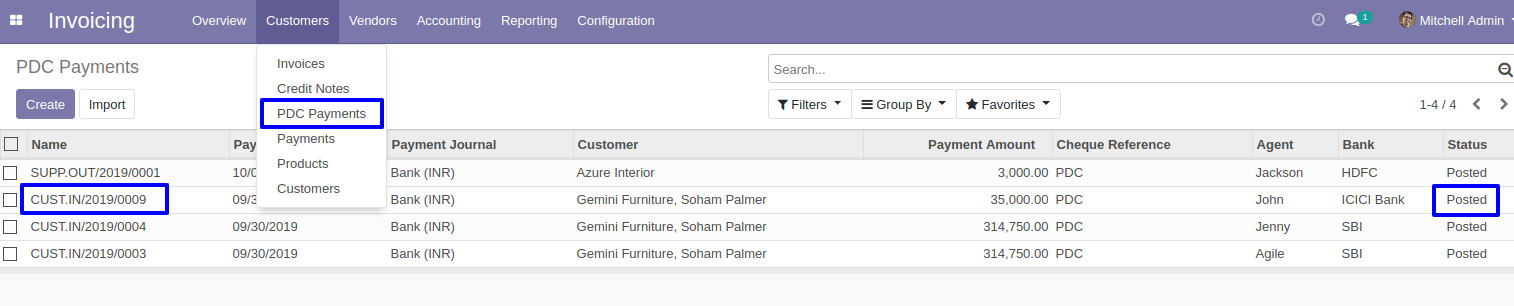 Invoicing Overview Customers Vendors Accounting Reporting Configuration 1 Mitchell Admin
PDC Payments
Search...
Invoices
Credit Notes
PDC Payments
Payments
Products
Customers
Create Import
Filters Group By Favorites 1-4 / 4
Name Pay Payment Journal Customer Payment Amount Cheque Reference Agent Bank Status
SUPP.OUT/2019/0001 10/0 Bank (INR) Azure Interior 3,000.00 PDC Jackson HDFC Posted
CUST.IN/2019/0009 09/3 Bank (INR) Gemini Furniture, Soham Palmer 35,000.00 PDC John ICICI Bank Posted
CUST.IN/2019/0004 09/30/2019 Bank (INR) Gemini Furniture, Soham Palmer 314,750.00 PDC Jenny SBI Posted
CUST.IN/2019/0003 09/30/2019 Bank (INR) Gemini Furniture, Soham Palmer 314,750.00 PDC Agile SBI Posted